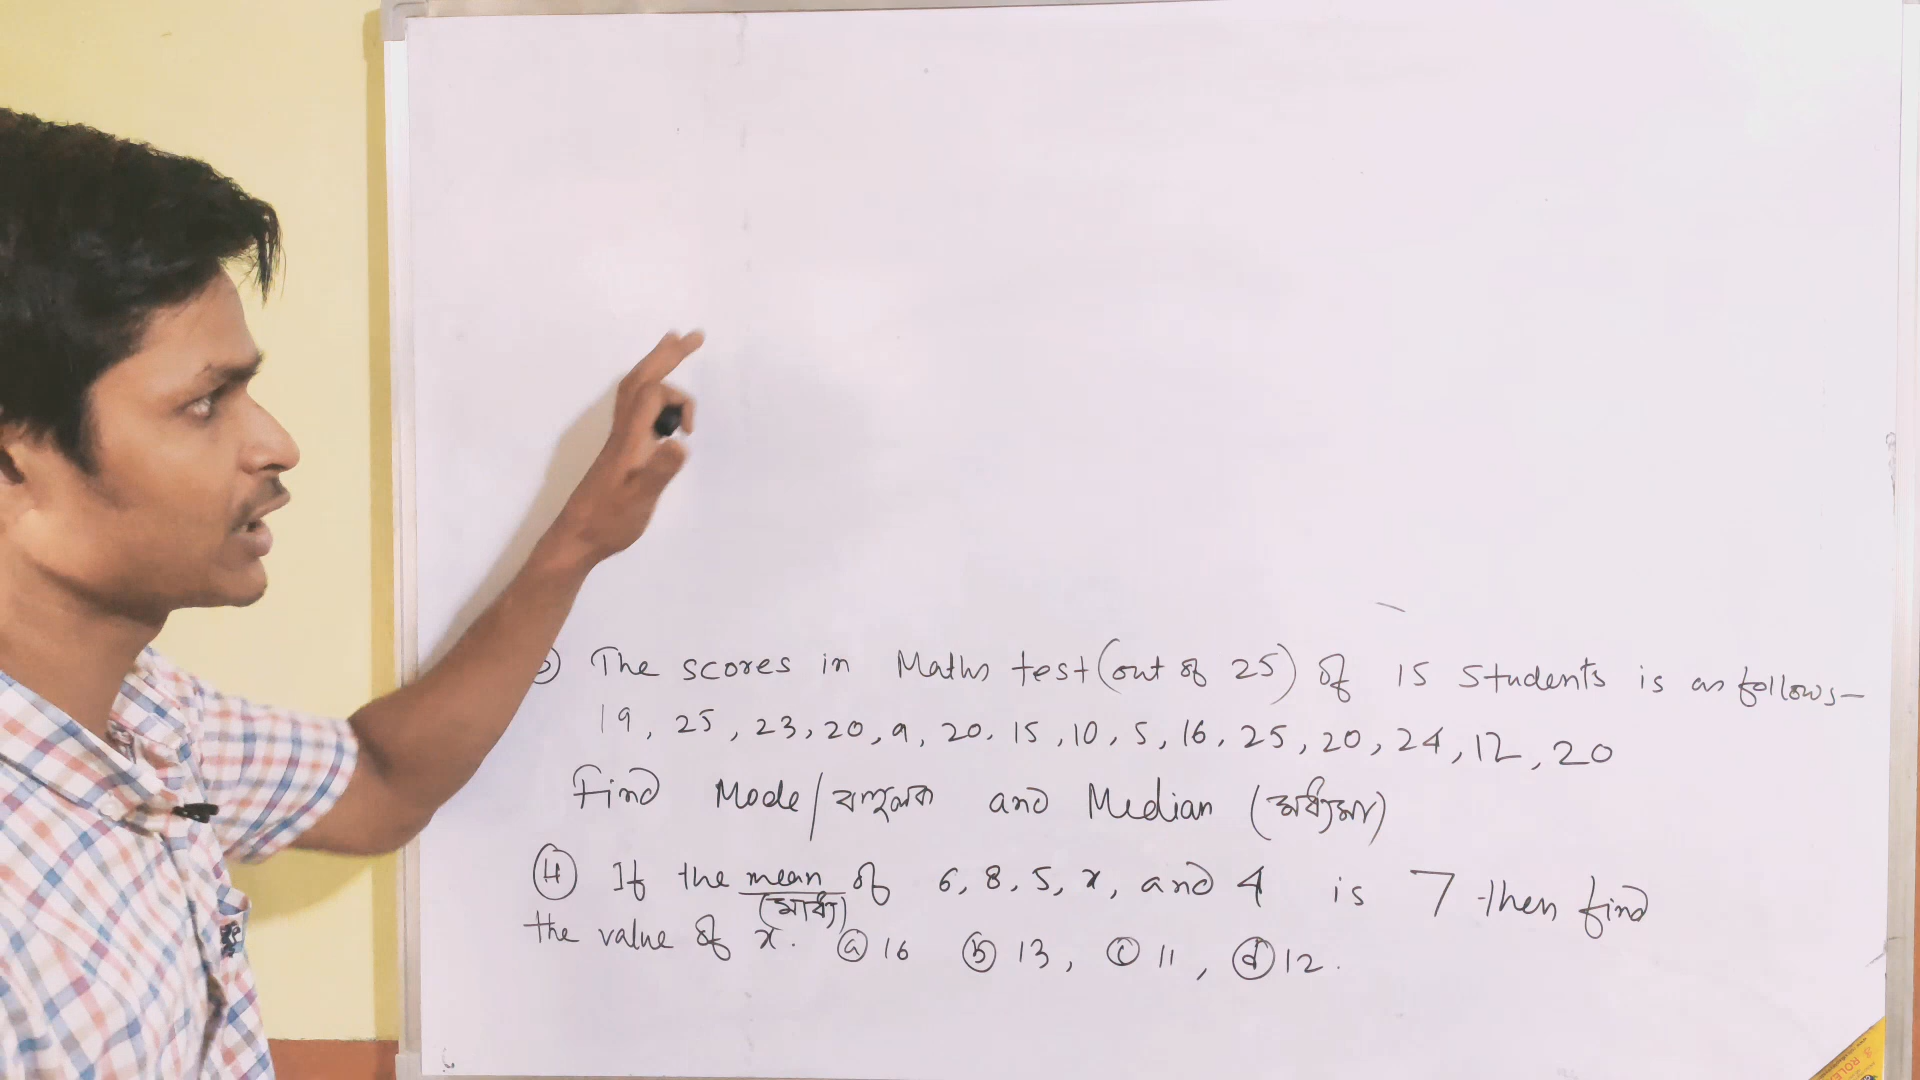 The scores in Maths test (out of 25) of 15 students is as follows—
19, 25, 23, 20, 9, 20. 15, 10, 5, 16, 25, 20, 24, 12, 20
Find Mode/বহুলক and Median (মধ্যমা)
④ If the mean of 6, 8, 5, x, and 4 is 7 then find
(মাধ্য)
the value of x. ⓐ 16 ⓑ 13, ⓒ 11, ⓓ 12.